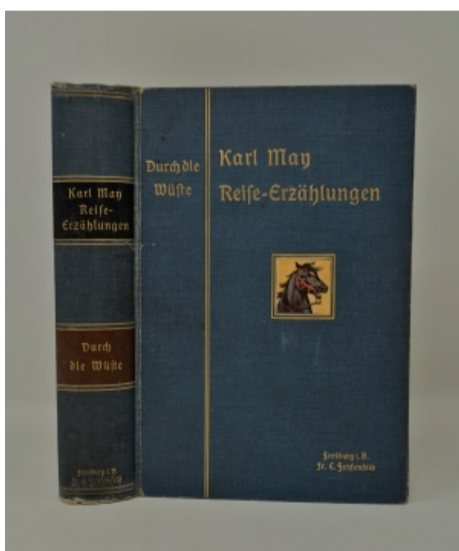 Karl May
Reise-
Erzählungen
Durch
die Wüste
Freiburg i. B.
Durch die
Wüste
Karl May
Reise-Erzählungen
Freiburg i. B.
Fr. E. Fehsenfeld